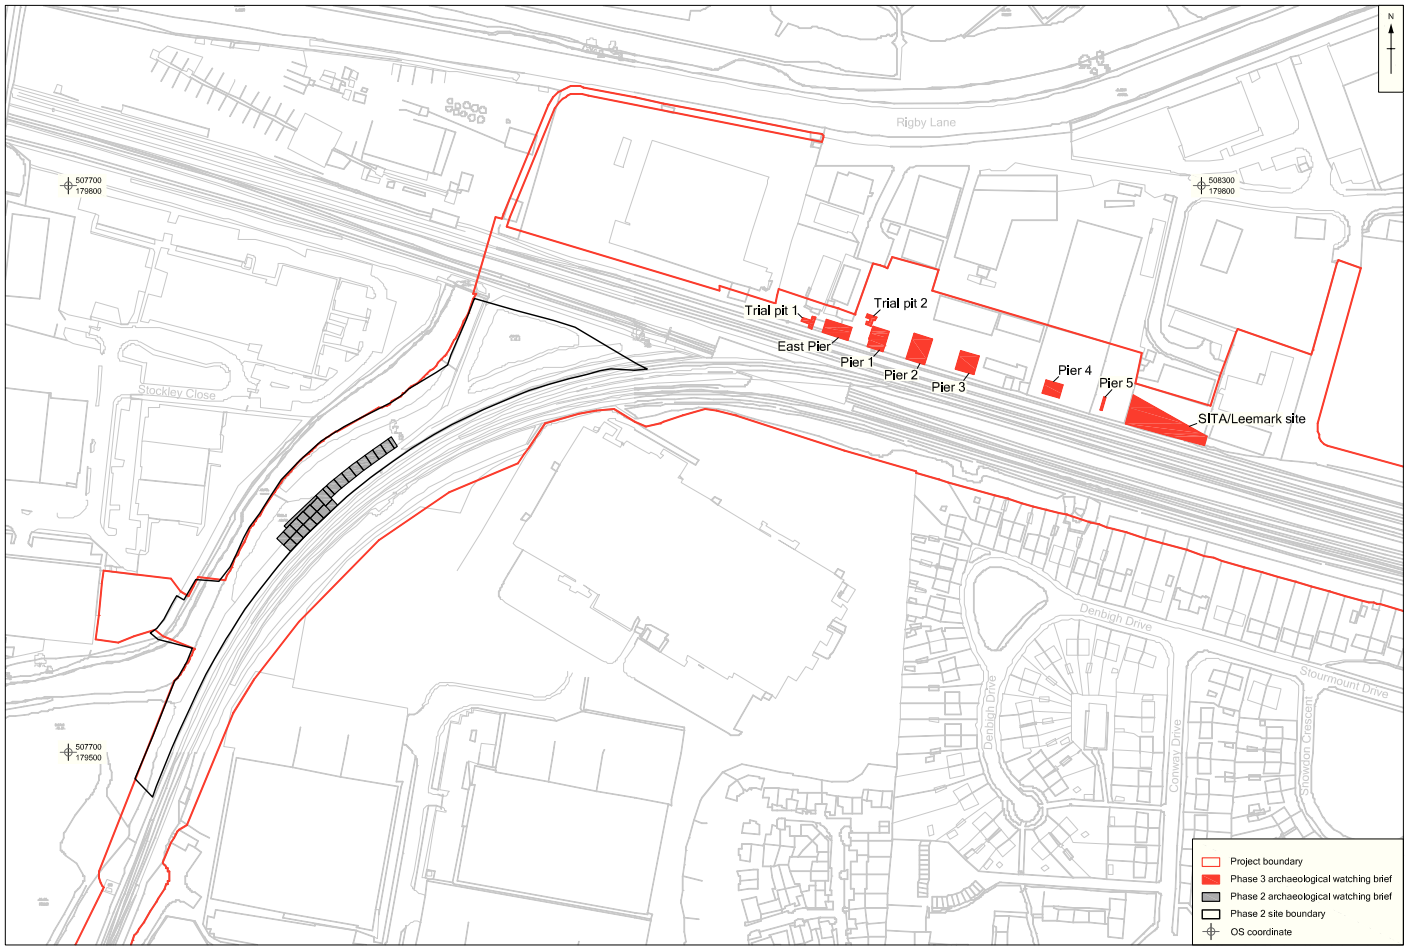 N
Rigby Lane
507700
179800
508300
179800
Trial pit 1
Trial pit 2
East Pier
Pier 1
Pier 2
Pier 3
Pier 4
Pier 5
SITA/Leemark site
Stockley Close
Denbigh Drive
Stourmount Drive
Denbigh Drive
Conway Drive
Snowdon Crescent
507700
179500
Project boundary
Phase 3 archaeological watching brief
Phase 2 archaeological watching brief
Phase 2 site boundary
OS coordinate